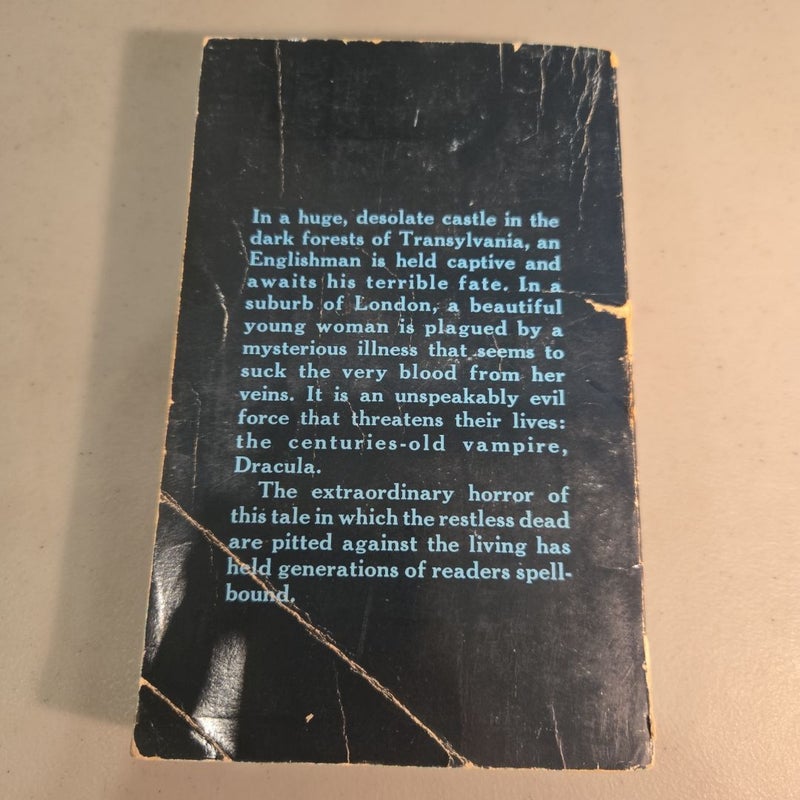 In a huge, desolate castle in the
dark forests of Transylvania, an
Englishman is held captive and
awaits his terrible fate. In a
suburb of London, a beautiful
young woman is plagued by a
mysterious illness that seems to
suck the very blood from her
veins. It is an unspeakably evil
force that threatens their lives:
the centuries-old vampire,
Dracula.
The extraordinary horror of
this tale in which the restless dead
are pitted against the living has
held generations of readers spell-
bound.